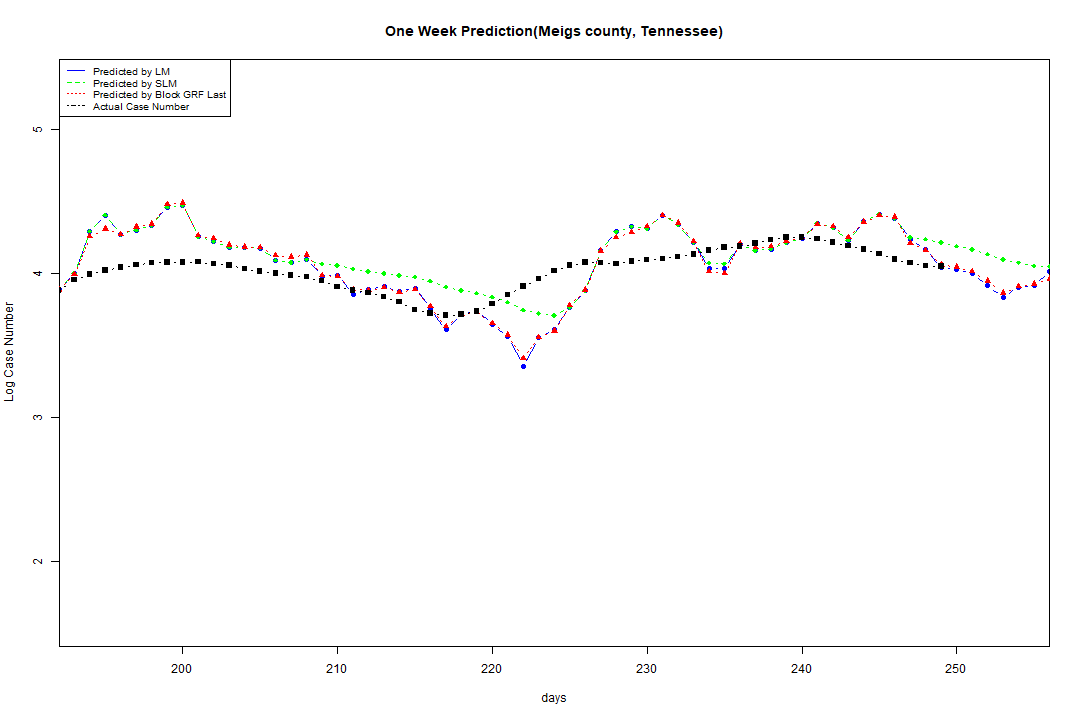 One Week Prediction(Meigs county, Tennessee)
Predicted by LM
Predicted by SLM
Predicted by Block GRF Last
Actual Case Number
5
4
3
2
Log Case Number
200 210 220 230 240 250
days